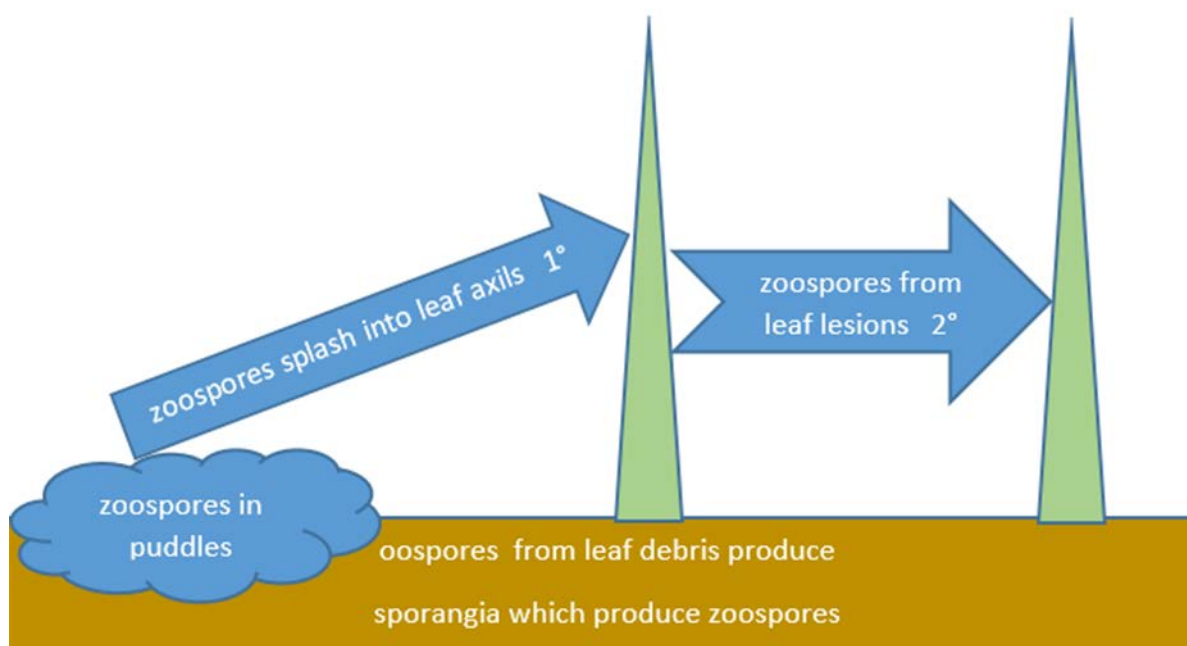 zoospores splash into leaf axils 1°
zoospores from
leaf lesions 2°
zoospores in
puddles
oospores from leaf debris produce
sporangia which produce zoospores